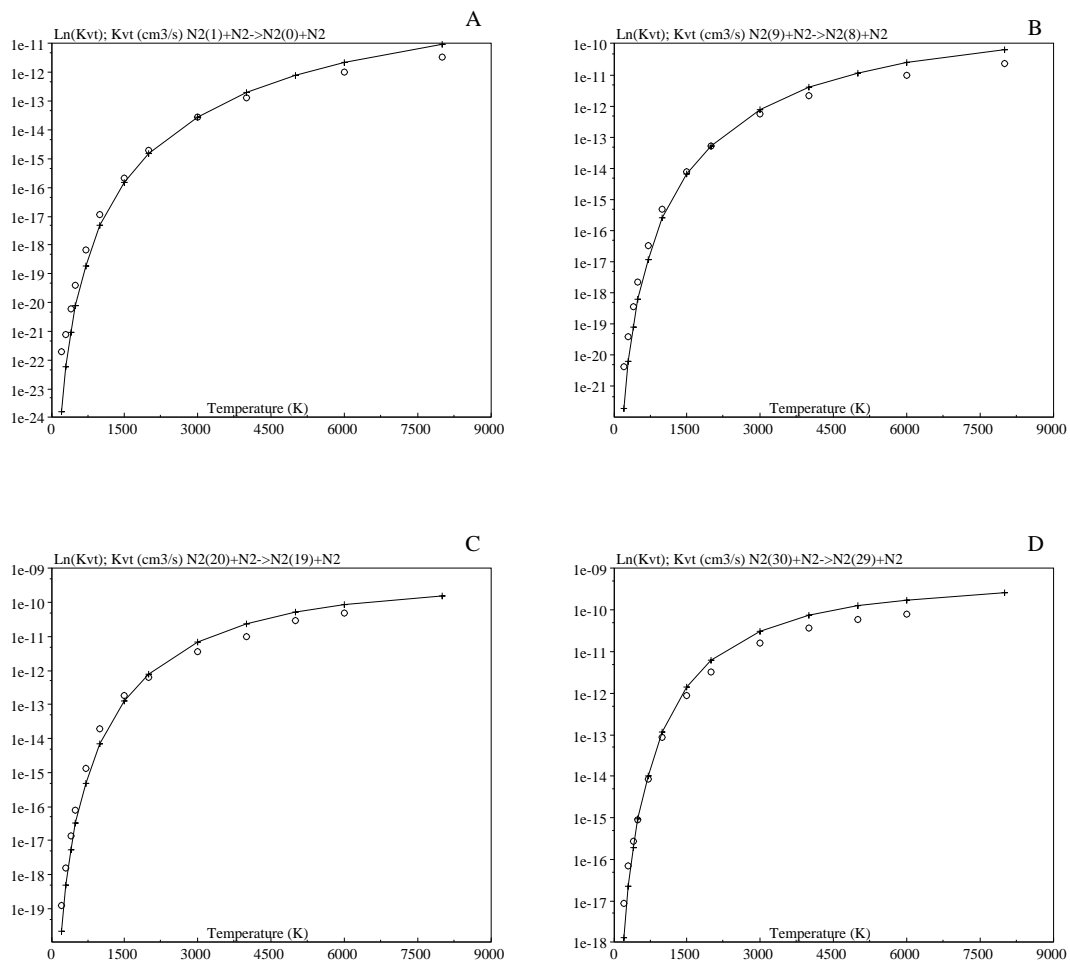 A
Ln(Kvt); Kvt (cm3/s) N2(1)+N2->N2(0)+N2
1e-11
1e-12
1e-13
1e-14
1e-15
1e-16
1e-17
1e-18
1e-19
1e-20
1e-21
1e-22
1e-23
1e-24
Temperature (K)
0 1500 3000 4500 6000 7500 9000
B
Ln(Kvt); Kvt (cm3/s) N2(9)+N2->N2(8)+N2
1e-10
1e-11
1e-12
1e-13
1e-14
1e-15
1e-16
1e-17
1e-18
1e-19
1e-20
1e-21
Temperature (K)
0 1500 3000 4500 6000 7500 9000
C
Ln(Kvt); Kvt (cm3/s) N2(20)+N2->N2(19)+N2
1e-09
1e-10
1e-11
1e-12
1e-13
1e-14
1e-15
1e-16
1e-17
1e-18
1e-19
Temperature (K)
0 1500 3000 4500 6000 7500 9000
D
Ln(Kvt); Kvt (cm3/s) N2(30)+N2->N2(29)+N2
1e-09
1e-10
1e-11
1e-12
1e-13
1e-14
1e-15
1e-16
1e-17
1e-18
Temperature (K)
0 1500 3000 4500 6000 7500 9000